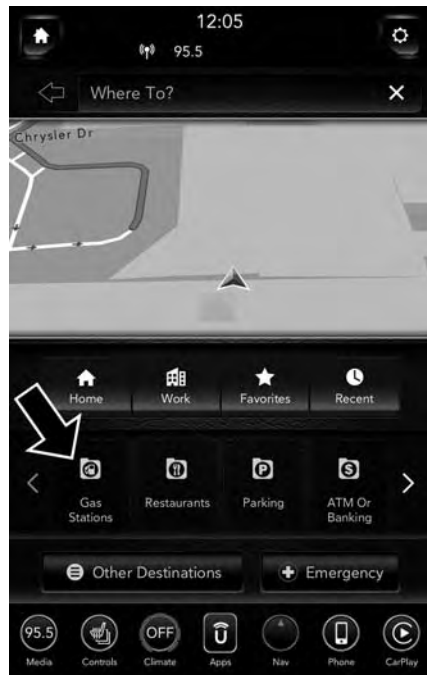 12:05
95.5
Where To?
Chrysler Dr
Home Work Favorites Recent
Gas Stations Restaurants Parking ATM Or Banking
Other Destinations Emergency
95.5 OFF
Media Controls Climate Apps Nav Phone CarPlay